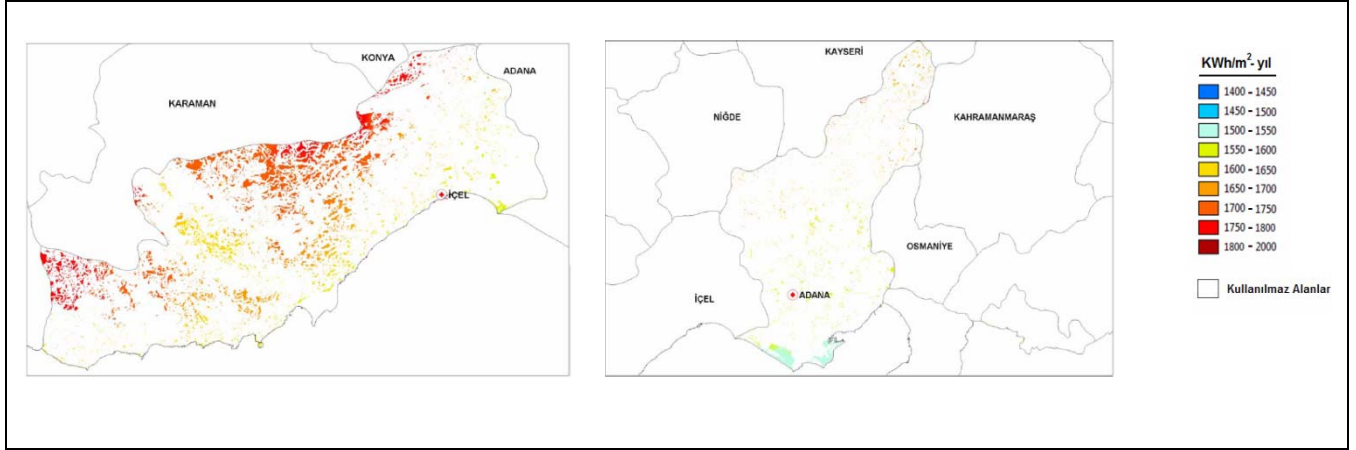 KONYA
ADANA
KARAMAN
İÇEL
KAYSERİ
NİĞDE
KAHRAMANMARAŞ
OSMANİYE
İÇEL
ADANA
KWh/m²- yıl
1400 - 1450
1450 - 1500
1500 - 1550
1550 - 1600
1600 - 1650
1650 - 1700
1700 - 1750
1750 - 1800
1800 - 2000
Kullanılmaz Alanlar